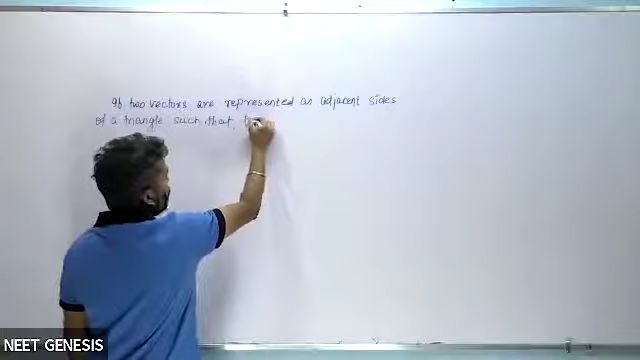 If two vectors are represented as adjacent sides
of a triangle such that
NEET GENESIS